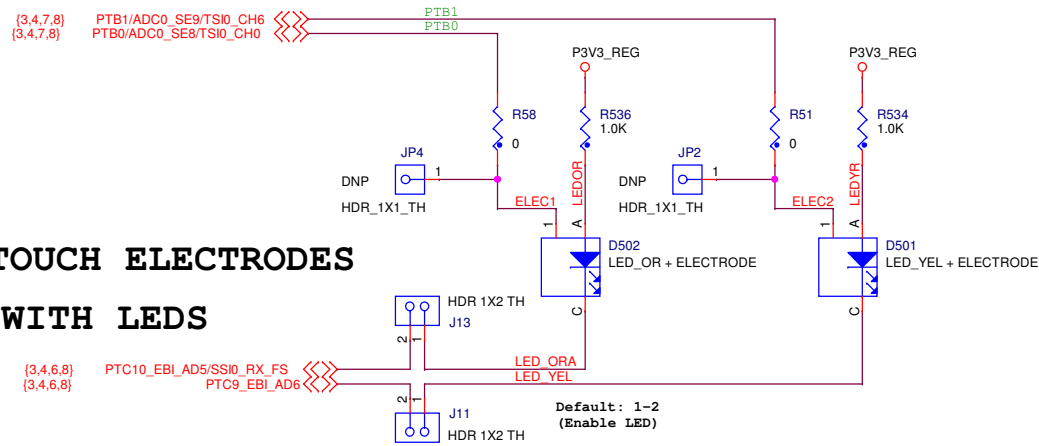 {3,4,7,8} PTB1/ADC0_SE9/TSI0_CH6 PTB1
{3,4,7,8} PTB0/ADC0_SE8/TSI0_CH0 PTB0
P3V3_REG P3V3_REG
R58 R536 R51 R534
0 1.0K 0 1.0K
JP4 JP2
1 1
DNP DNP
HDR_1X1_TH HDR_1X1_TH
ELEC1 LEDOR ELEC2 LEDYR
1 A 1 A
D502 D501
LED_OR + ELECTRODE LED_YEL + ELECTRODE
C C
TOUCH ELECTRODES
WITH LEDS
HDR 1X2 TH
J13
2 1
{3,4,6,8} PTC10_EBI_AD5/SSI0_RX_FS LED_ORA
{3,4,6,8} PTC9_EBI_AD6 LED_YEL
2 1
J11
HDR 1X2 TH
Default: 1-2
(Enable LED)